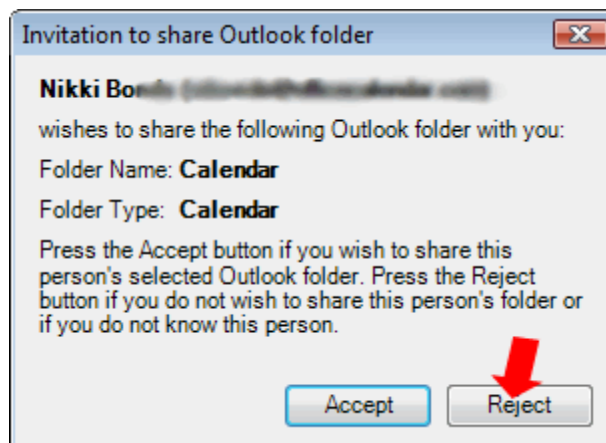 Invitation to share Outlook folder
Nikki
wishes to share the following Outlook folder with you:
Folder Name: Calendar
Folder Type: Calendar
Press the Accept button if you wish to share this
person's selected Outlook folder. Press the Reject
button if you do not wish to share this person's folder or
if you do not know this person.
Accept
Reject